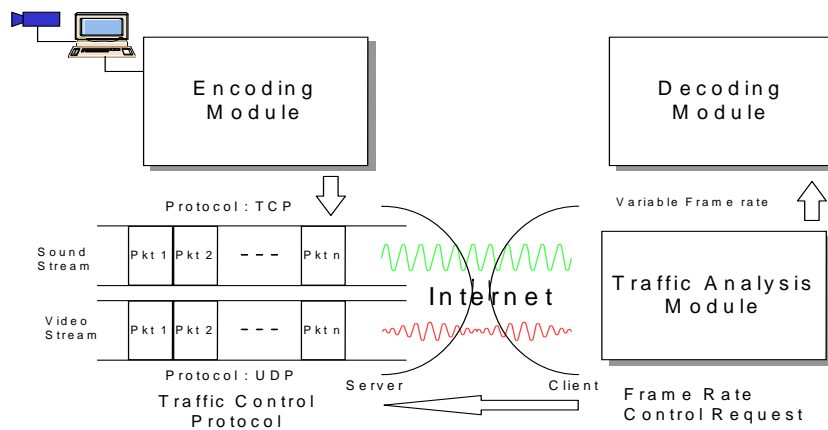 Encoding
Module
Decoding
Module
Protocol : TCP
Variable Frame rate
Sound
Stream
Pkt 1
Pkt 2
---
Pkt n
Traffic Analysis
Module
Internet
Video
Stream
Pkt 1
Pkt 2
---
Pkt n
Protocol : UDP
Server
Client
Traffic Control
Protocol
Frame Rate
Control Request